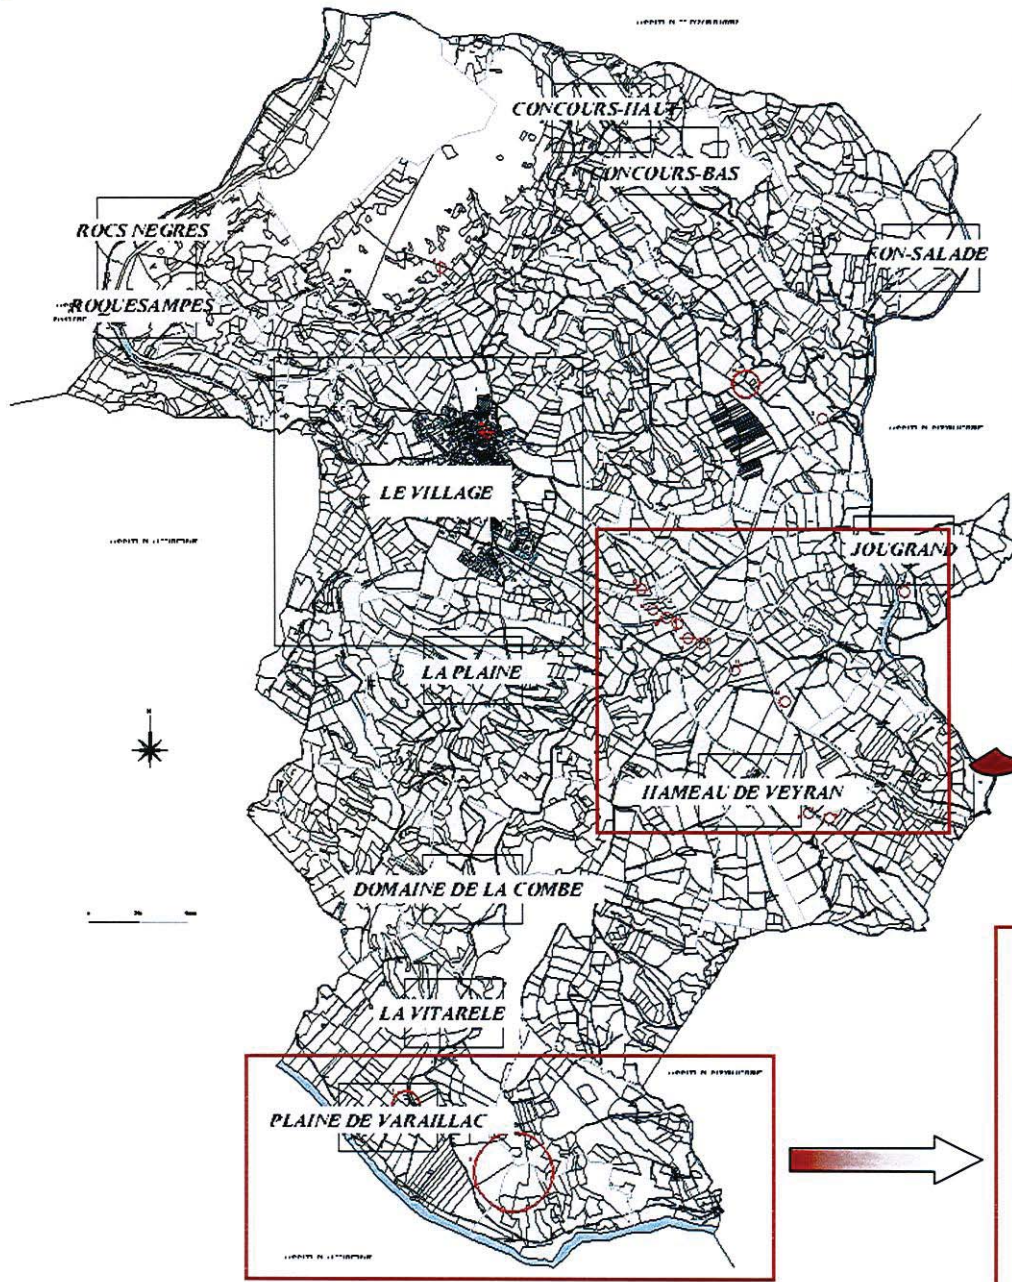 CONCOURS-HAUT
CONCOURS-BAS
ROCS NEGRES
FON-SALADE
ROQUESAMPES
LE VILLAGE
JOUGRAND
LA PLAINE
HAMEAU DE VEYRAN
DOMAINE DE LA COMBE
LA VITARELE
PLAINE DE VARAILLAC